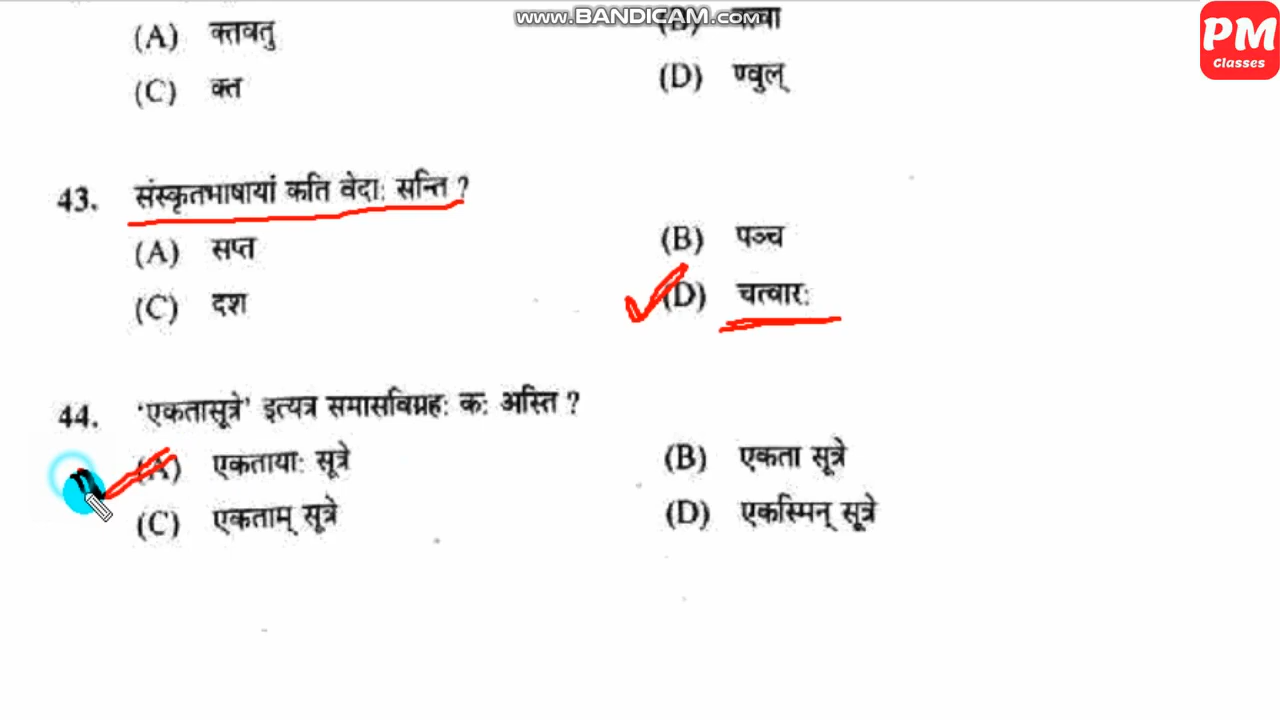 www.BANDICAM.com
PM
Classes
(A) क्तवतु
(B) क्त्वा
(C) क्त
(D) ण्वुल्
43. संस्कृतभाषायां कति वेदाः सन्ति ?
(A) सप्त
(B) पञ्च
(C) दश
(D) चत्वारः
44. 'एकतासूत्रे' इत्यत्र समासविग्रहः कः अस्ति ?
(A) एकतायाः सूत्रे
(B) एकता सूत्रे
(C) एकताम् सूत्रे
(D) एकस्मिन् सूत्रे